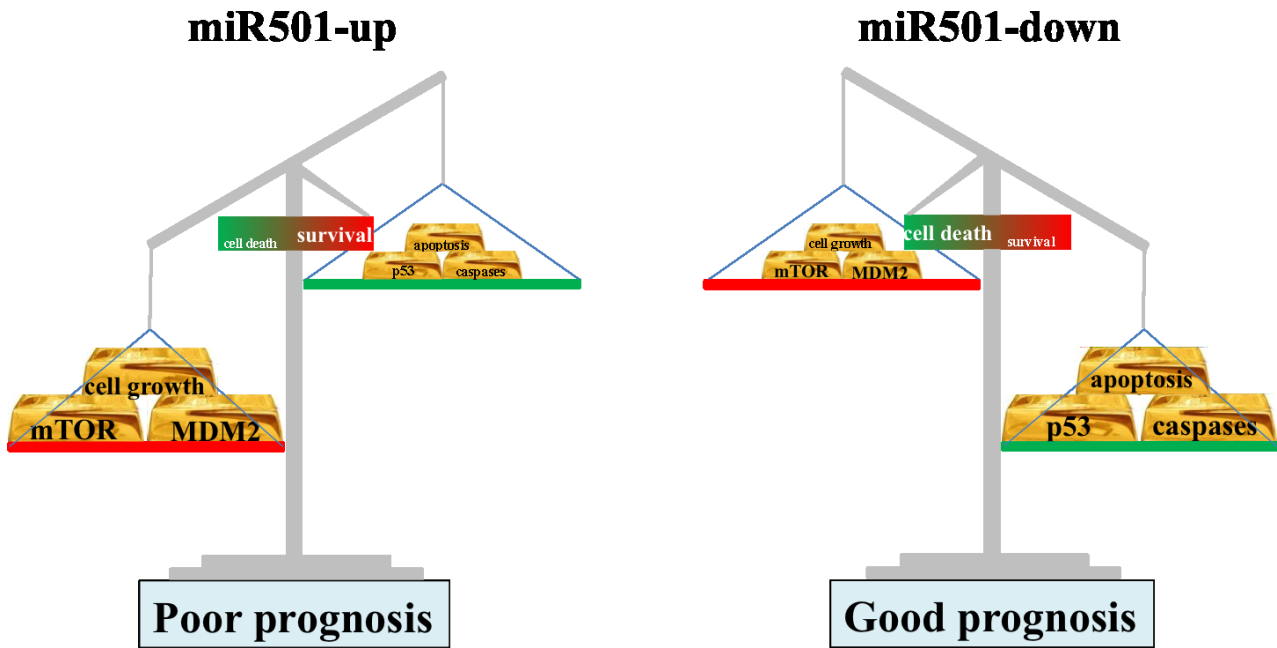 miR501-up
cell death survival
apoptosis
p53 caspases
cell growth
mTOR MDM2
Poor prognosis
miR501-down
cell growth
mTOR MDM2
cell death survival
apoptosis
p53 caspases
Good prognosis